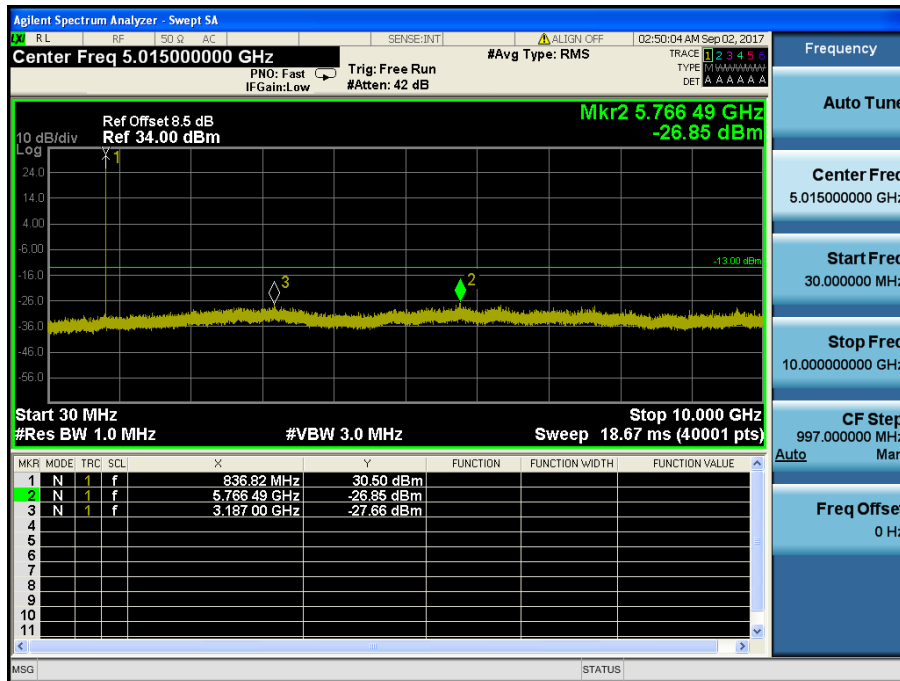 Agilent Spectrum Analyzer - Swept SA
LXI RL RF 50 Ω AC SENSE:INT ALIGN OFF 02:50:04 AM Sep 02, 2017
Center Freq 5.015000000 GHz
PNO: Fast
IFGain:Low
Trig: Free Run
#Atten: 42 dB
#Avg Type: RMS
TRACE 1 2 3 4 5 6
TYPE M WWWWW
DET A A A A A A
Mkr2 5.766 49 GHz
-26.85 dBm
Ref Offset 8.5 dB
10 dB/div Ref 34.00 dBm
Log
1
24.0
14.0
4.00
-6.00
-13.00 dBm
-16.0
3
2
-26.0
-36.0
-46.0
-56.0
Start 30 MHz Stop 10.000 GHz
#Res BW 1.0 MHz #VBW 3.0 MHz Sweep 18.67 ms (40001 pts)
MKR MODE TRC SCL X Y FUNCTION FUNCTION WIDTH FUNCTION VALUE
1 N 1 f 836.82 MHz 30.50 dBm
2 N 1 f 5.766 49 GHz -26.85 dBm
3 N 1 f 3.187 00 GHz -27.66 dBm
4
5
6
7
8
9
10
11
MSG STATUS
Frequency
Auto Tune
Center Freq
5.015000000 GHz
Start Freq
30.000000 MHz
Stop Freq
10.000000000 GHz
CF Step
997.000000 MHz
Auto Man
Freq Offset
0 Hz